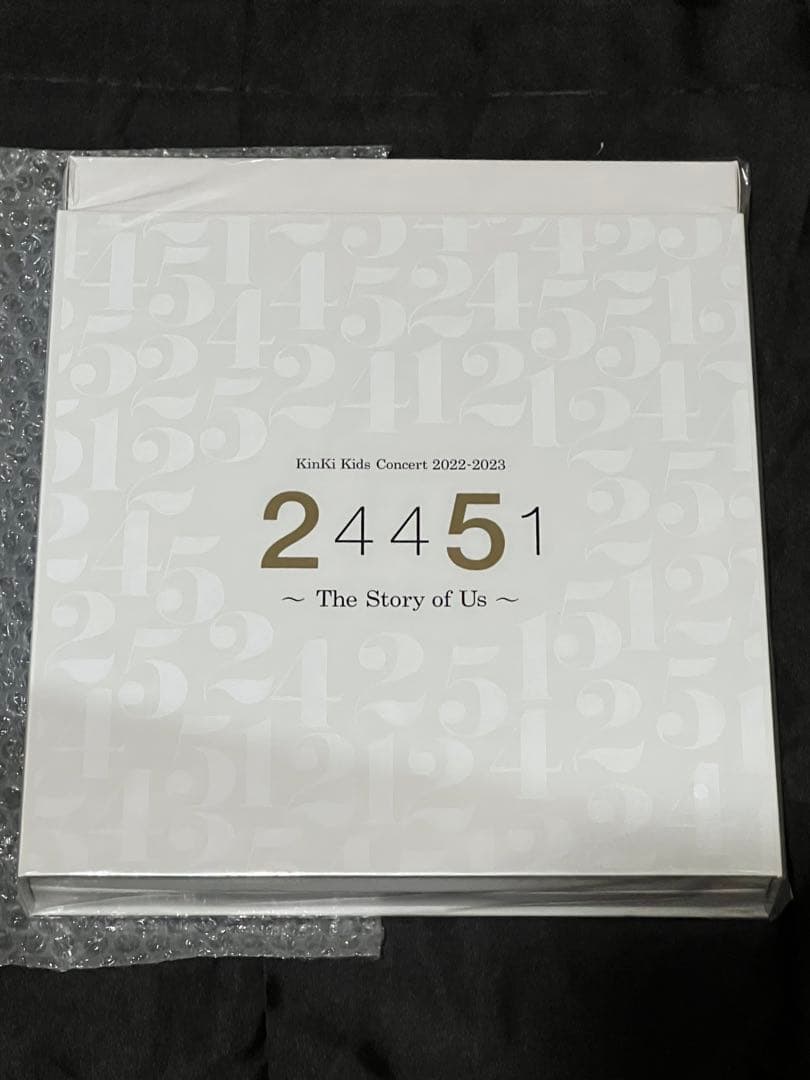 KinKi Kids Concert 2022-2023
24451
～ The Story of Us ～